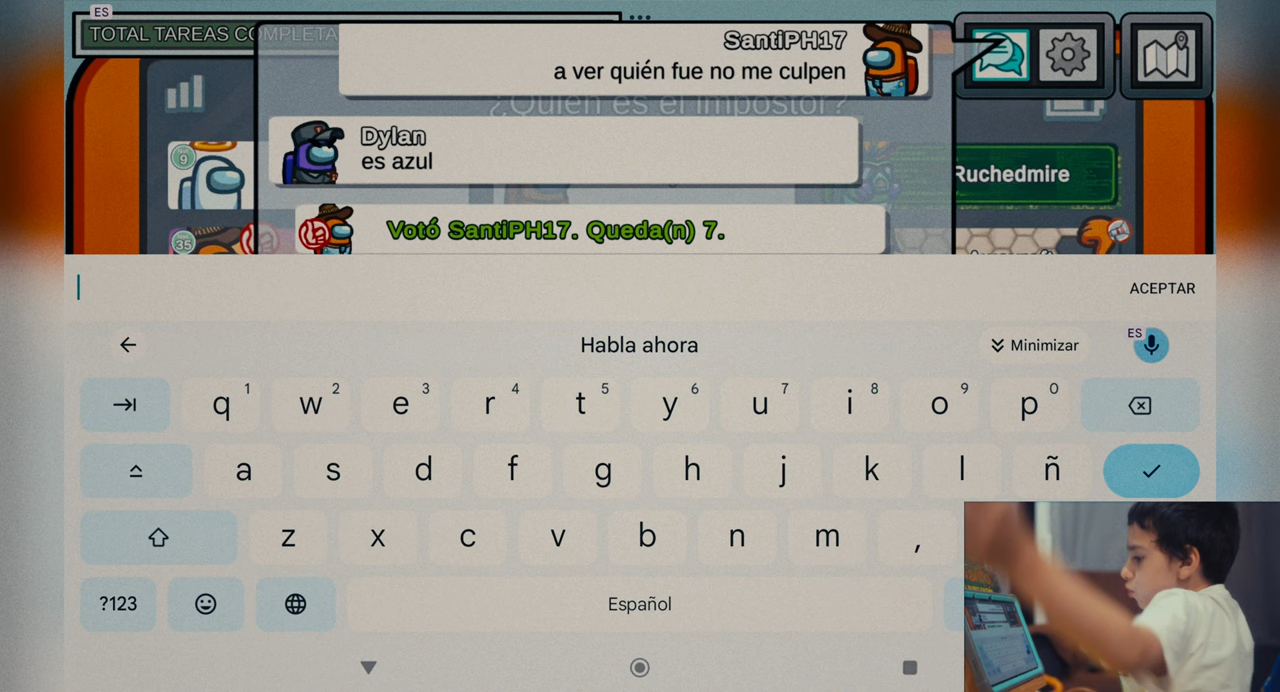 ES
TOTAL TAREAS COMPLETA
SantiPH17
a ver quién fue no me culpen
¿Quién es el impostor?
Dylan
es azul
9
Ruchedmire
35
Votó SantiPH17. Queda(n) 7.
ACEPTAR
Habla ahora
Minimizar
ES
q 1 w 2 e 3 r 4 t 5 y 6 u 7 i 8 o 9 p 0
a s d f g h j k l ñ
z x c v b n m ,
?123
Español